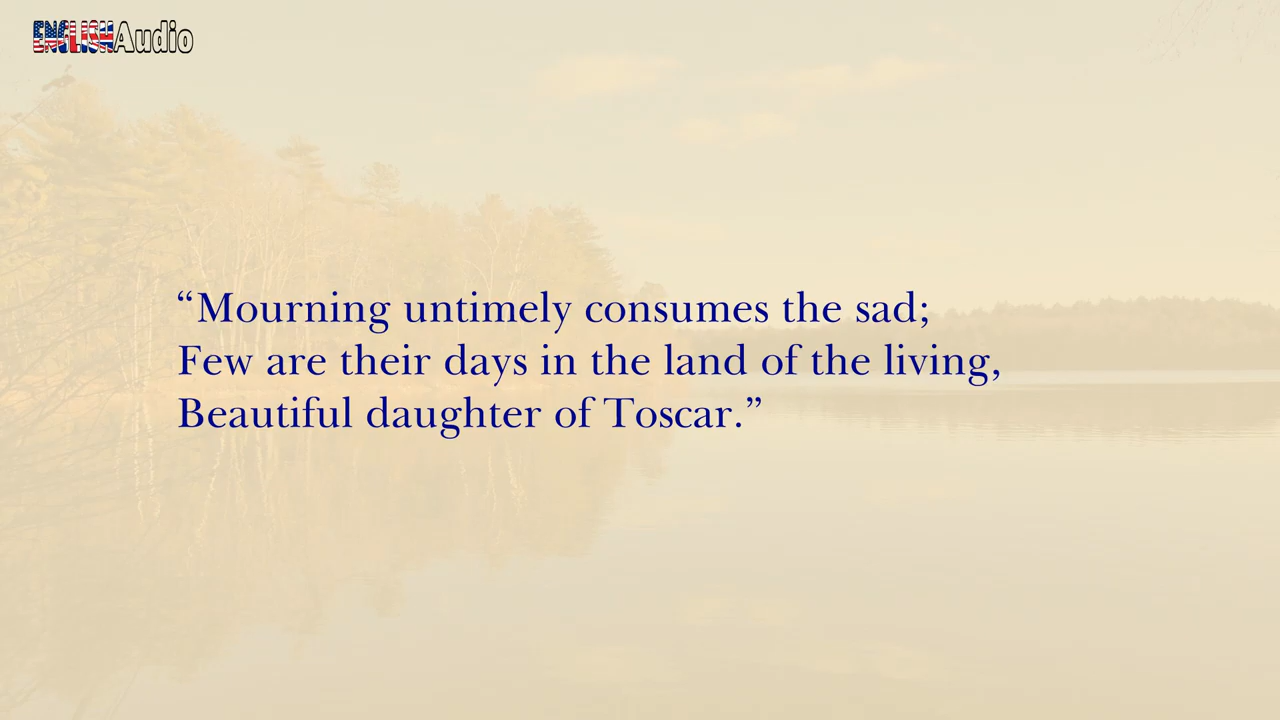 ENGLISHAudio
“Mourning untimely consumes the sad;
Few are their days in the land of the living,
Beautiful daughter of Toscar.”